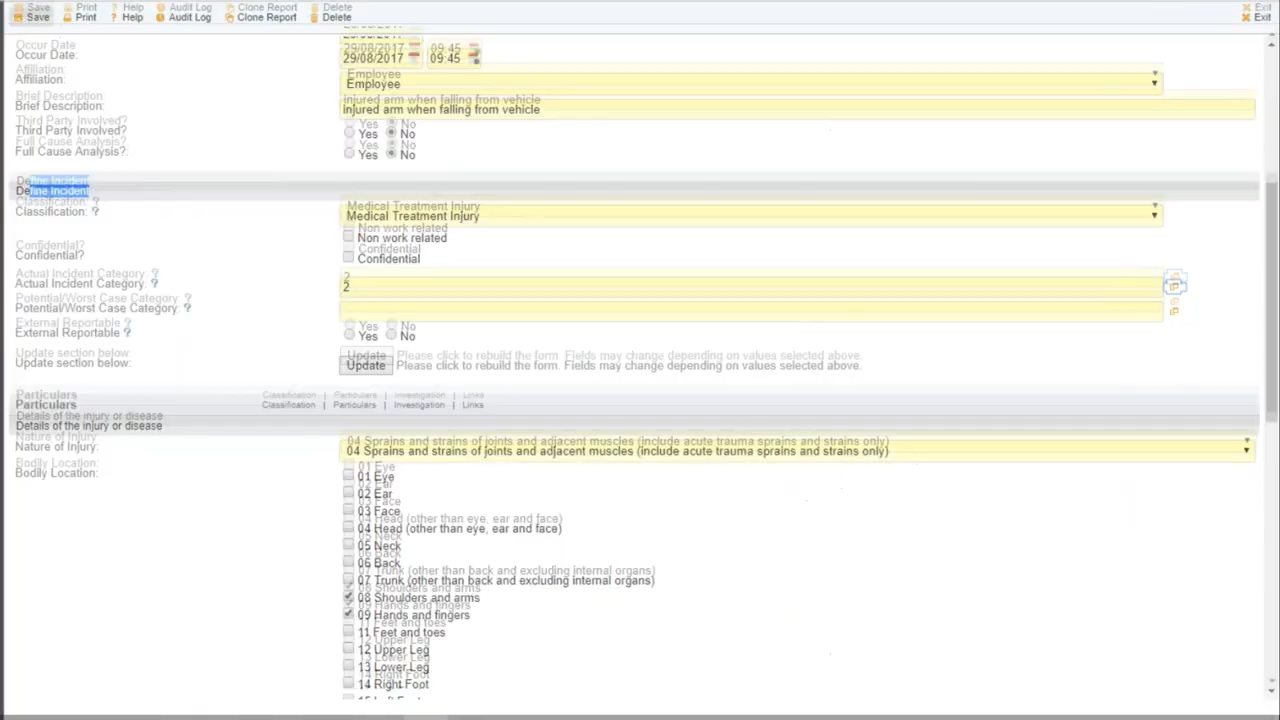 Save Print ? Help Audit Log Clone Report Delete Exit
Occur Date: 29/08/2017 09:45
Affiliation: Employee
Brief Description: injured arm when falling from vehicle
Third Party Involved? Yes No
Full Cause Analysis?: Yes No
Define Incident
Classification: ? Medical Treatment Injury
Non work related
Confidential? Confidential
Actual Incident Category: ? 2
Potential/Worst Case Category: ?
External Reportable ? Yes No
Update section below: Update Please click to rebuild the form. Fields may change depending on values selected above.
Particulars Classification | Particulars | Investigation | Links
Details of the injury or disease
Nature of Injury: 04 Sprains and strains of joints and adjacent muscles (include acute trauma sprains and strains only)
Bodily Location: 01 Eye
02 Ear
03 Face
04 Head (other than eye, ear and face)
05 Neck
06 Back
07 Trunk (other than back and excluding internal organs)
08 Shoulders and arms
09 Hands and fingers
11 Feet and toes
12 Upper Leg
13 Lower Leg
14 Right Foot